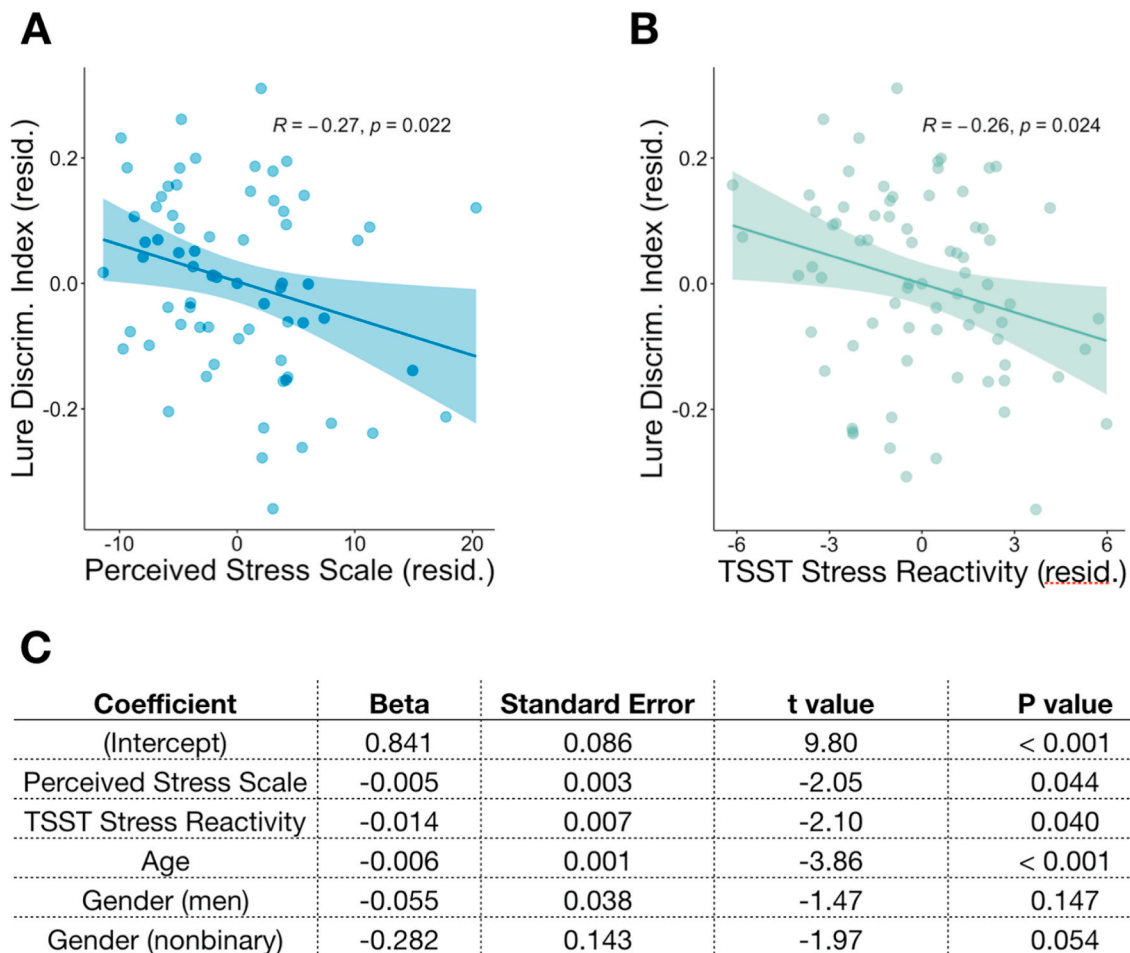 A
B
R = −0.27, p = 0.022
R = −0.26, p = 0.024
Lure Discrim. Index (resid.)
0.2
0.0
-0.2
Lure Discrim. Index (resid.)
0.2
0.0
-0.2
-10 0 10 20
-6 -3 0 3 6
Perceived Stress Scale (resid.)
TSST Stress Reactivity (resid.)
C
Coefficient Beta Standard Error t value P value
(Intercept) 0.841 0.086 9.80 < 0.001
Perceived Stress Scale -0.005 0.003 -2.05 0.044
TSST Stress Reactivity -0.014 0.007 -2.10 0.040
Age -0.006 0.001 -3.86 < 0.001
Gender (men) -0.055 0.038 -1.47 0.147
Gender (nonbinary) -0.282 0.143 -1.97 0.054